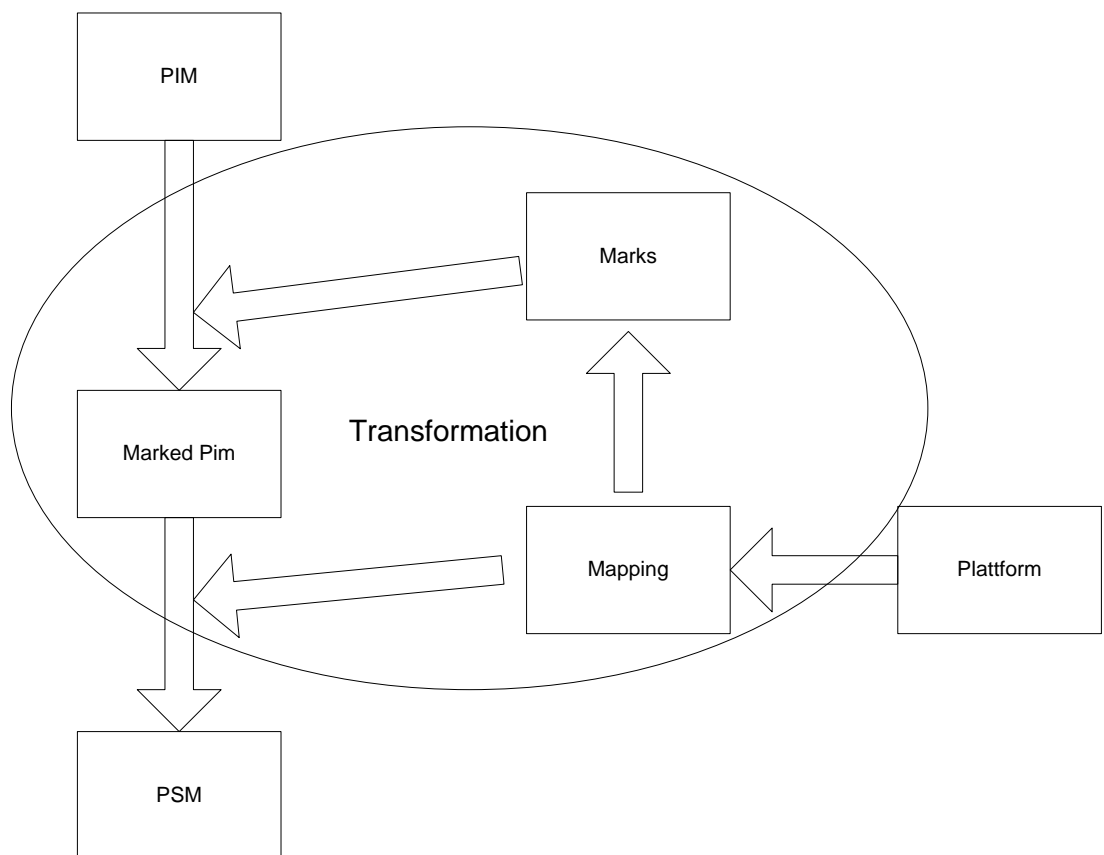 PIM
Marks
Transformation
Marked Pim
Mapping
Plattform
PSM